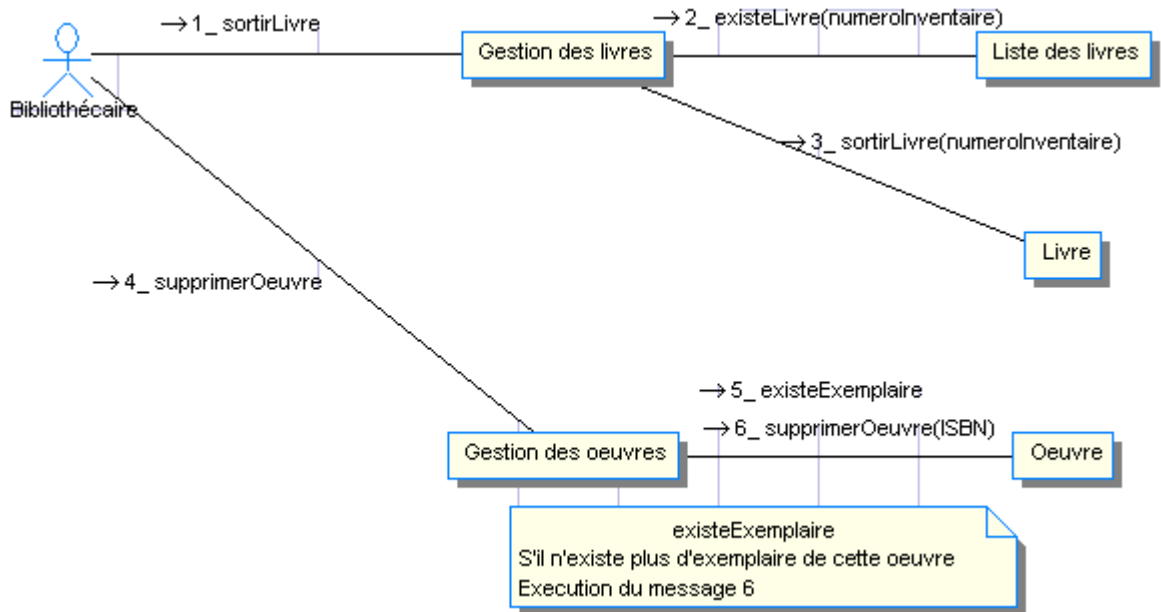 → 1_ sortirLivre
→ 2_ existeLivre(numeroInventaire)
Gestion des livres
Liste des livres
Bibliothécaire
→ 3_ sortirLivre(numeroInventaire)
Livre
→ 4_ supprimerOeuvre
→ 5_ existeExemplaire
→ 6_ supprimerOeuvre(ISBN)
Gestion des oeuvres
Oeuvre
existeExemplaire
S'il n'existe plus d'exemplaire de cette oeuvre
Execution du message 6